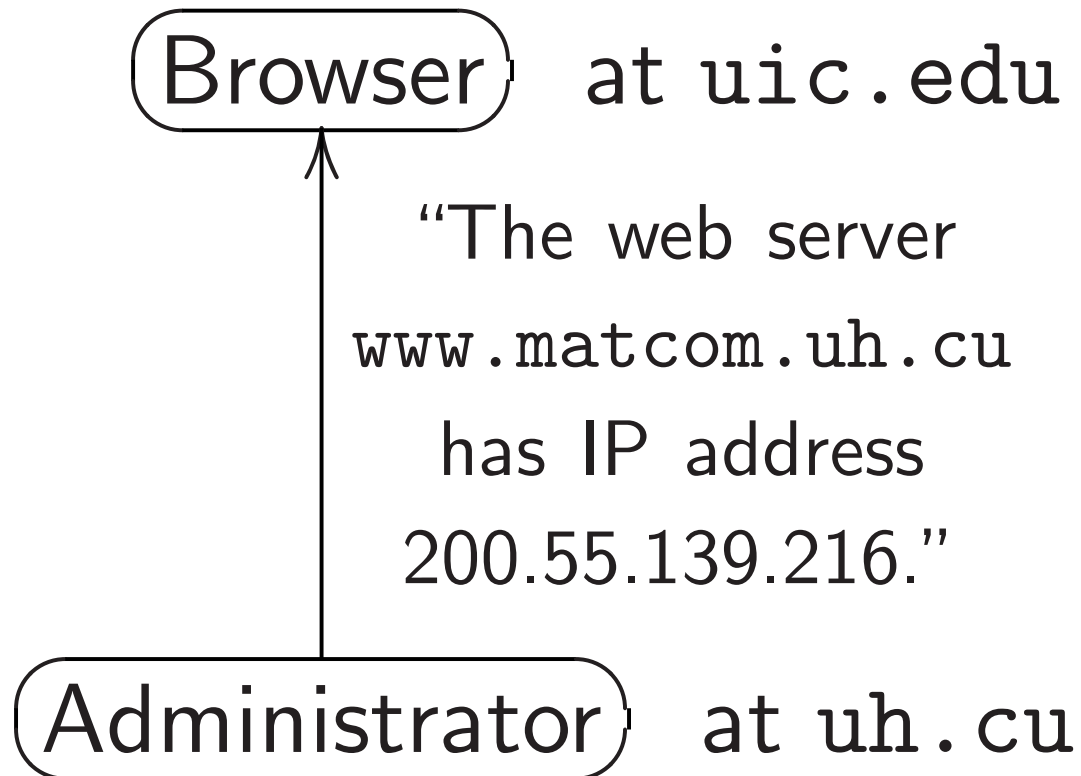 Browser at uic.edu
“The web server
www.matcom.uh.cu
has IP address
200.55.139.216.”
Administrator at uh.cu